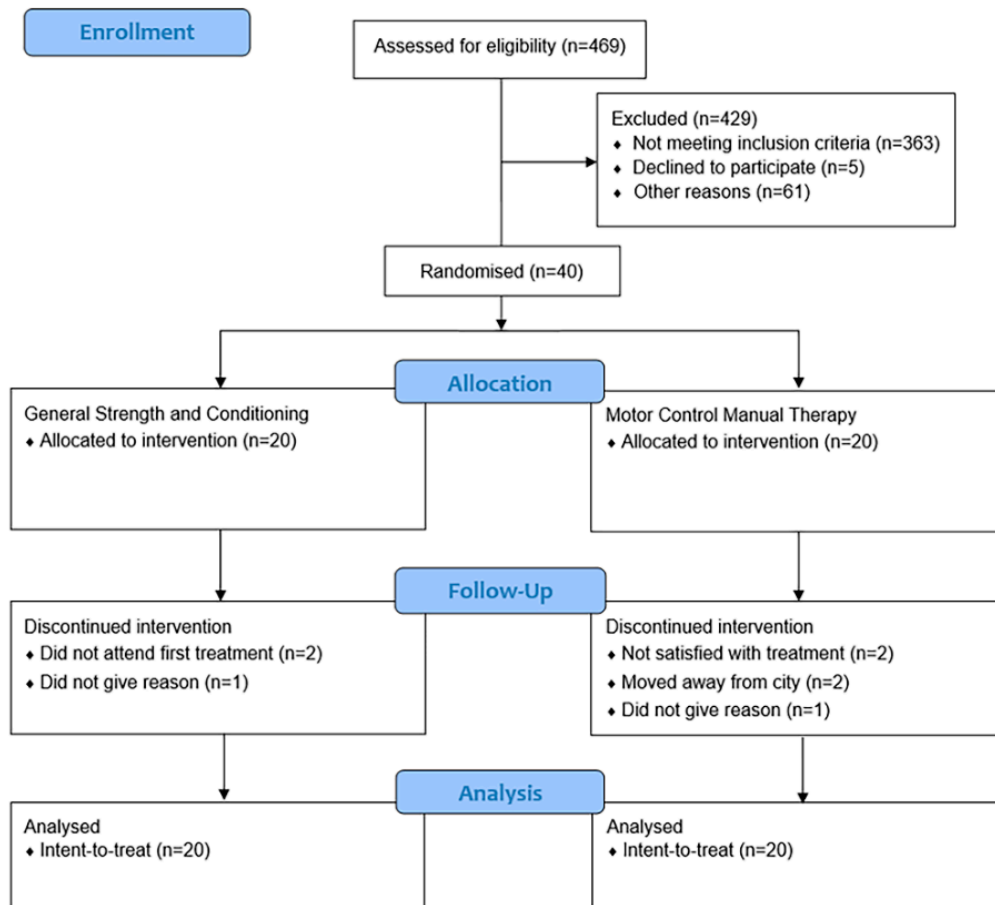 Enrollment
Assessed for eligibility (n=469)
Excluded (n=429)
♦ Not meeting inclusion criteria (n=363)
♦ Declined to participate (n=5)
♦ Other reasons (n=61)
Randomised (n=40)
Allocation
General Strength and Conditioning
♦ Allocated to intervention (n=20)
Motor Control Manual Therapy
♦ Allocated to intervention (n=20)
Follow-Up
Discontinued intervention
♦ Did not attend first treatment (n=2)
♦ Did not give reason (n=1)
Discontinued intervention
♦ Not satisfied with treatment (n=2)
♦ Moved away from city (n=2)
♦ Did not give reason (n=1)
Analysis
Analysed
♦ Intent-to-treat (n=20)
Analysed
♦ Intent-to-treat (n=20)